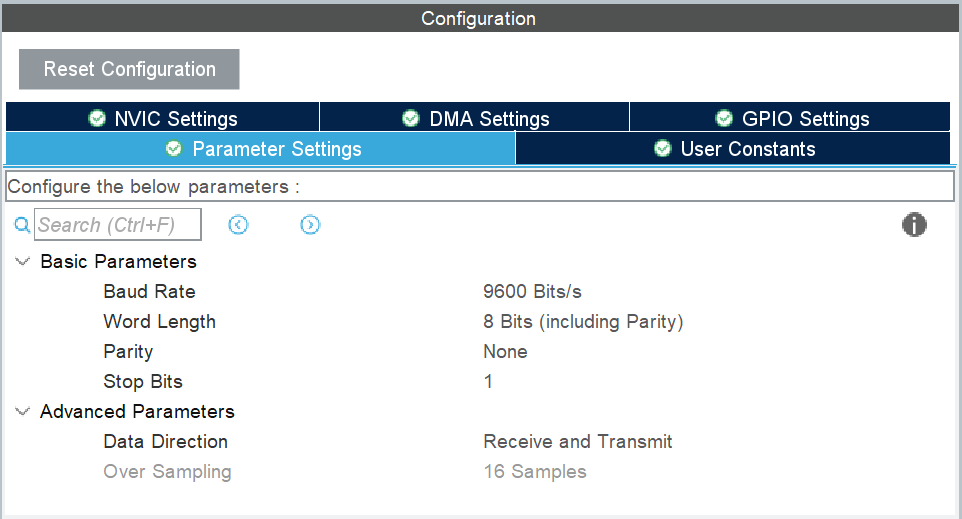 Configuration
Reset Configuration
NVIC Settings DMA Settings GPIO Settings
Parameter Settings User Constants
Configure the below parameters :
Search (Ctrl+F)
Basic Parameters
Baud Rate 9600 Bits/s
Word Length 8 Bits (including Parity)
Parity None
Stop Bits 1
Advanced Parameters
Data Direction Receive and Transmit
Over Sampling 16 Samples